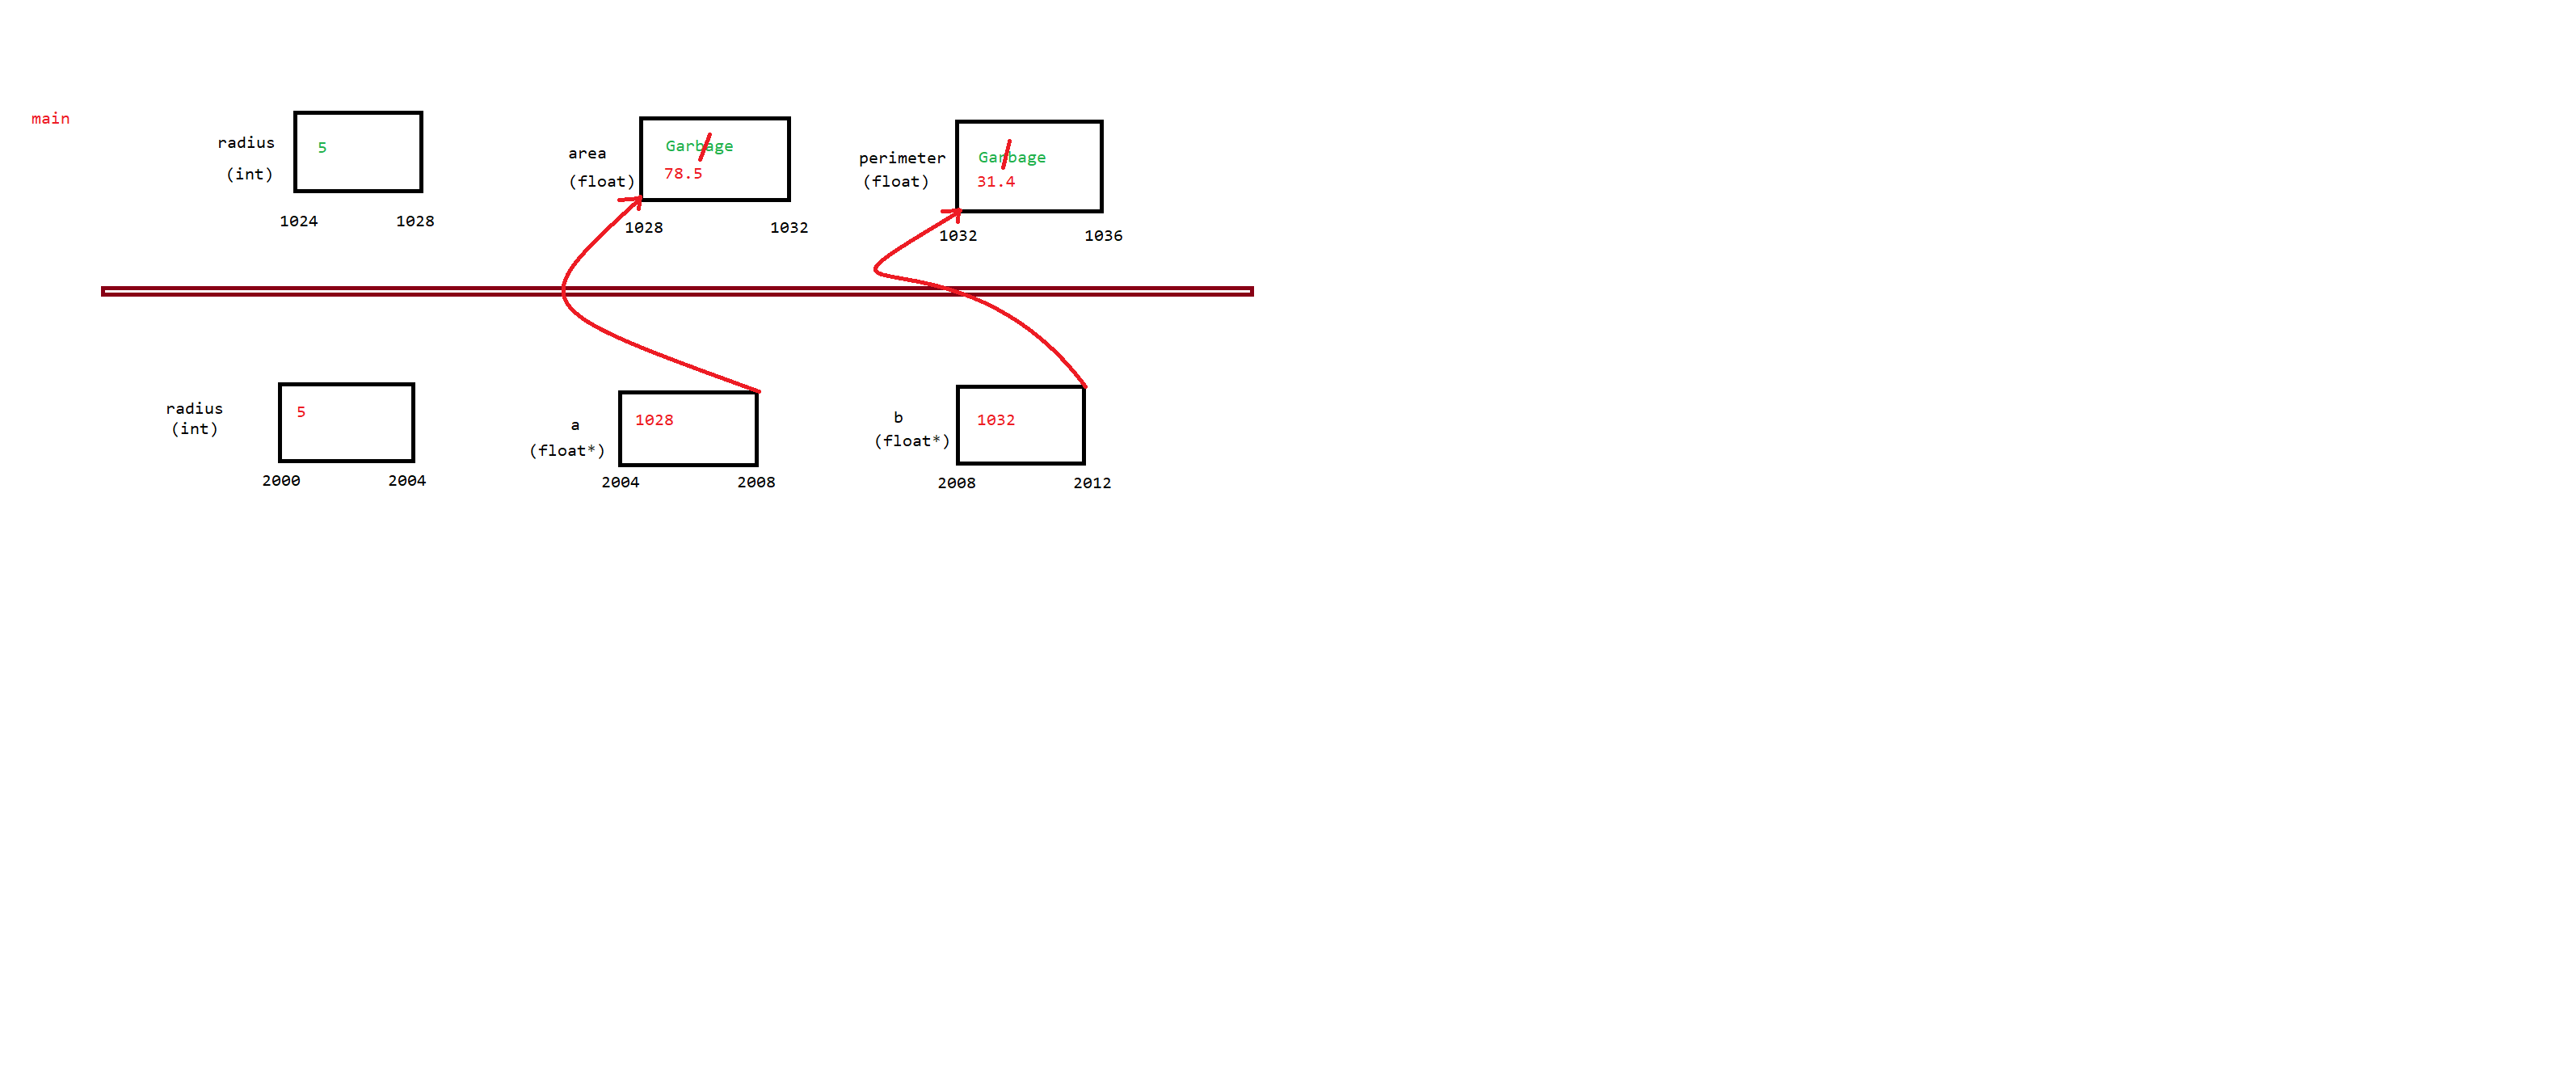 main
radius
(int)
5
1024
1028
area
(float)
Garbage
78.5
1028
1032
perimeter
(float)
Garbage
31.4
1032
1036
radius
(int)
5
2000
2004
a
(float*)
1028
2004
2008
b
(float*)
1032
2008
2012